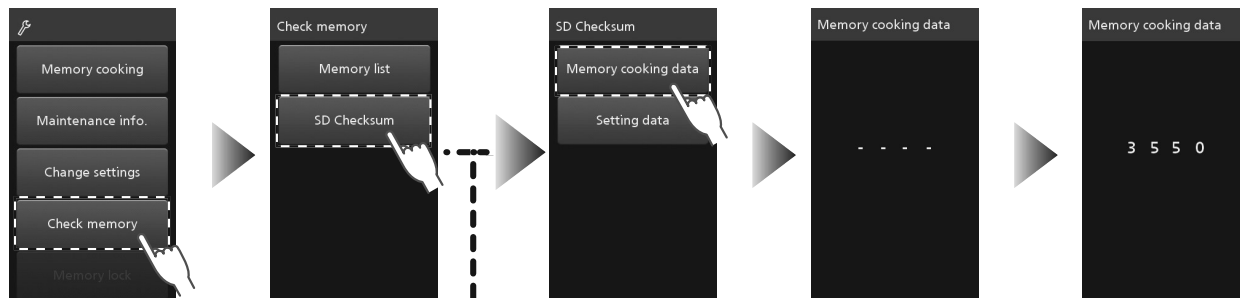 Memory cooking
Maintenance info.
Change settings
Check memory
Memory lock
Check memory
Memory list
SD Checksum
SD Checksum
Memory cooking data
Setting data
Memory cooking data
- - - -
Memory cooking data
3 5 5 0